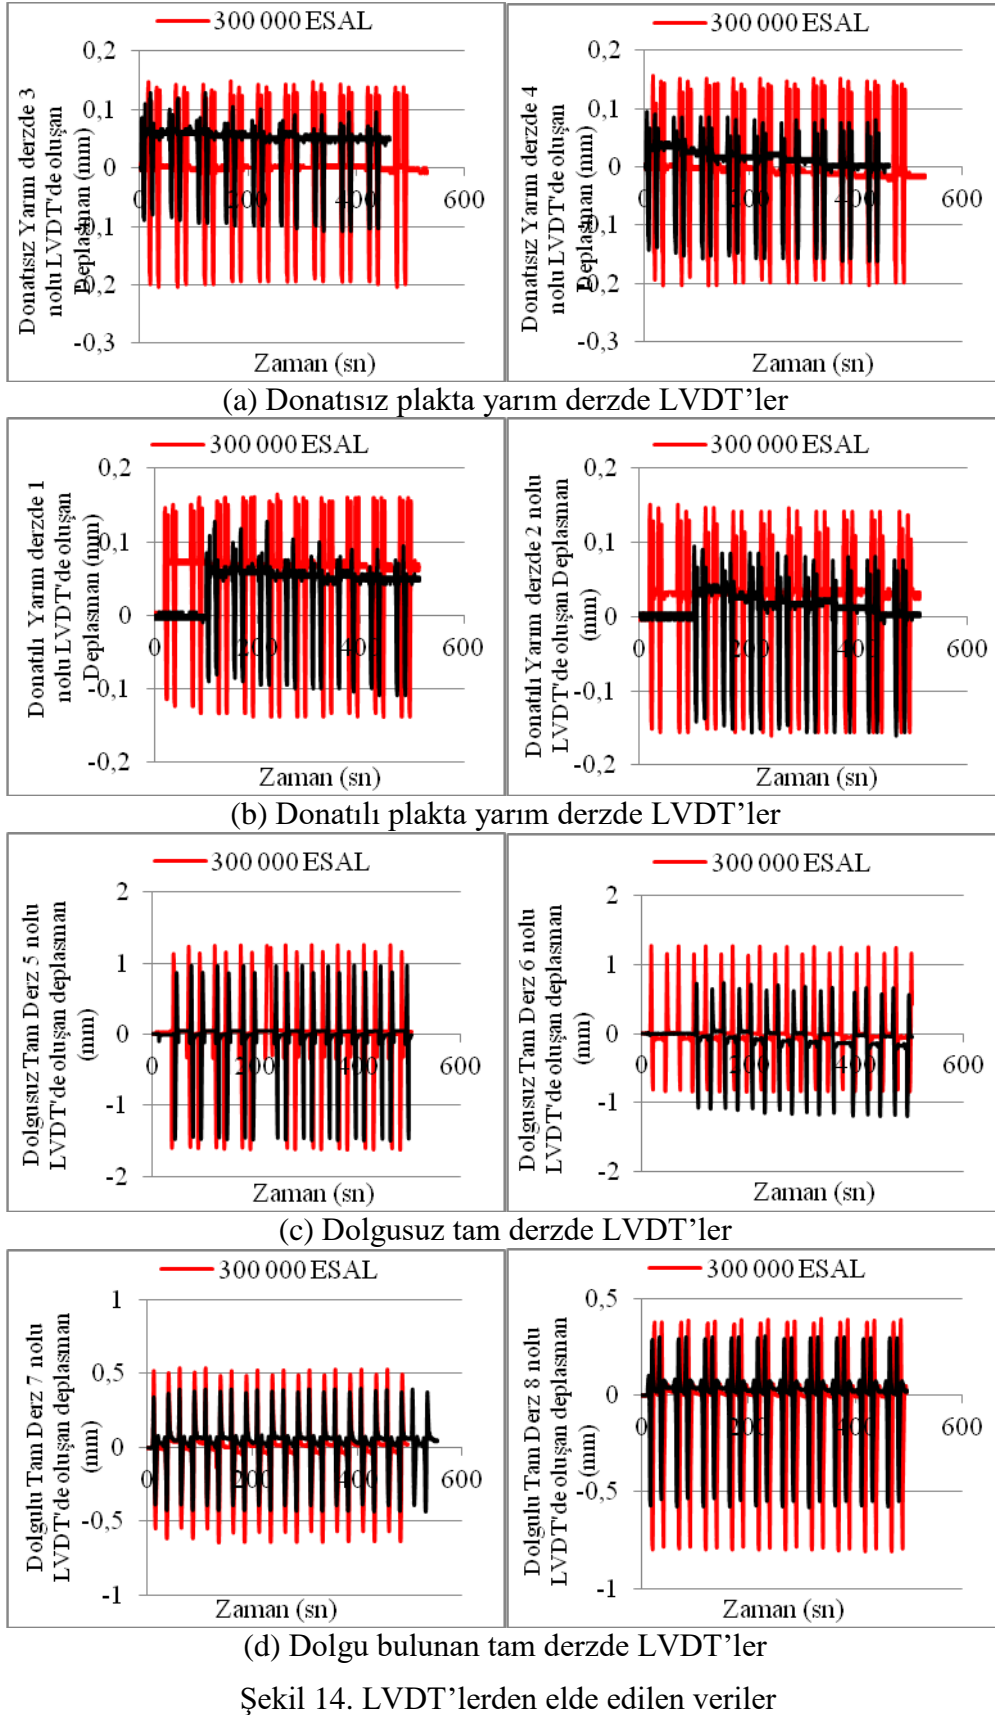 300 000 ESAL
0,2
0,1
0
-0,1
-0,2
-0,3
0
200
400
600
Donatısız Yarım derzde 3
nolu LVDT'de oluşan
Deplasman (mm)
Zaman (sn)
300 000 ESAL
0,2
0,1
0
-0,1
-0,2
-0,3
0
200
400
600
Donatısız Yarım derzde 4
nolu LVDT'de oluşan
Deplasman (mm)
Zaman (sn)
(a) Donatısız plakta yarım derzde LVDT’ler
300 000 ESAL
0,2
0,1
0
-0,1
-0,2
0
200
400
600
Donatılı Yarım derzde 1
nolu LVDT'de oluşan
Deplasman (mm)
Zaman (sn)
300 000 ESAL
0,2
0,1
0
-0,1
-0,2
0
200
400
600
Donatılı Yarım derzde 2 nolu
LVDT'de oluşan Deplasman
(mm)
Zaman (sn)
(b) Donatılı plakta yarım derzde LVDT’ler
300 000 ESAL
2
1
0
-1
-2
0
200
400
600
Dolgusuz Tam Derz 5 nolu
LVDT'de oluşan deplasman
(mm)
Zaman (sn)
300 000 ESAL
2
1
0
-1
-2
0
200
400
600
Dolgusuz Tam Derz 6 nolu
LVDT'de oluşan deplasman
(mm)
Zaman (sn)
(c) Dolgusuz tam derzde LVDT’ler
300 000 ESAL
1
0,5
0
-0,5
-1
0
200
400
600
Dolgulu Tam Derz 7 nolu
LVDT'de oluşan deplasman
(mm)
Zaman (sn)
300 000 ESAL
0,5
0
-0,5
-1
0
200
400
600
Dolgulu Tam Derz 8 nolu
LVDT'de oluşan deplasman
(mm)
Zaman (sn)
(d) Dolgu bulunan tam derzde LVDT’ler
Şekil 14. LVDT’lerden elde edilen veriler